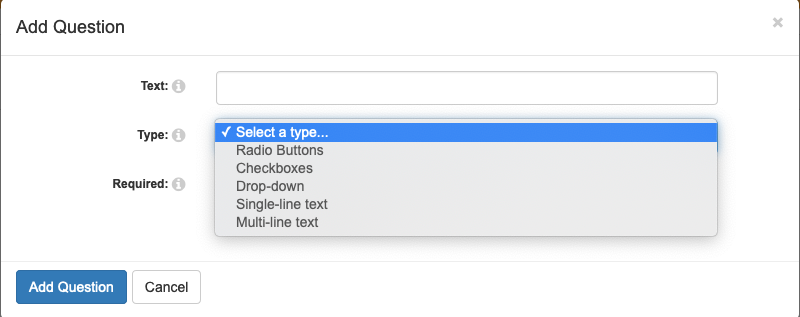 Add Question ×
Text:
Type:
✓ Select a type...
Radio Buttons
Checkboxes
Required:
Drop-down
Single-line text
Multi-line text
Add Question Cancel